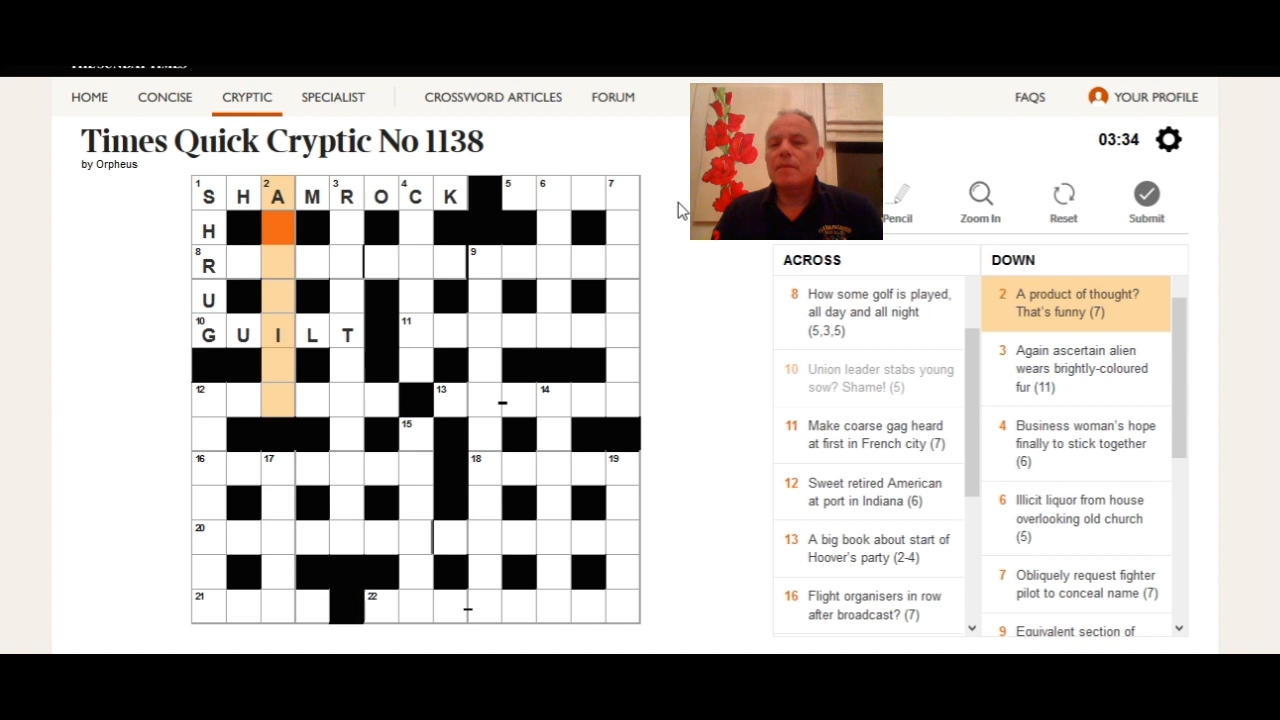 THE SUNDAY TIMES
HOME CONCISE CRYPTIC SPECIALIST CROSSWORD ARTICLES FORUM FAQS YOUR PROFILE
Times Quick Cryptic No 1138
by Orpheus
03:34
Pencil Zoom In Reset Submit
1 S H 2 A M 3 R O 4 C K 5 6 7
H
8 R 9
U
10 G U I L T 11
12 13 - 14
15
16 17 18 19
20
21 22 -
ACROSS
8 How some golf is played,
all day and all night
(5,3,5)
10 Union leader stabs young
sow? Shame! (5)
11 Make coarse gag heard
at first in French city (7)
12 Sweet retired American
at port in Indiana (6)
13 A big book about start of
Hoover's party (2-4)
16 Flight organisers in row
after broadcast? (7)
DOWN
2 A product of thought?
That's funny (7)
3 Again ascertain alien
wears brightly-coloured
fur (11)
4 Business woman's hope
finally to stick together
(6)
6 Illicit liquor from house
overlooking old church
(5)
7 Obliquely request fighter
pilot to conceal name (7)
9 Equivalent section of